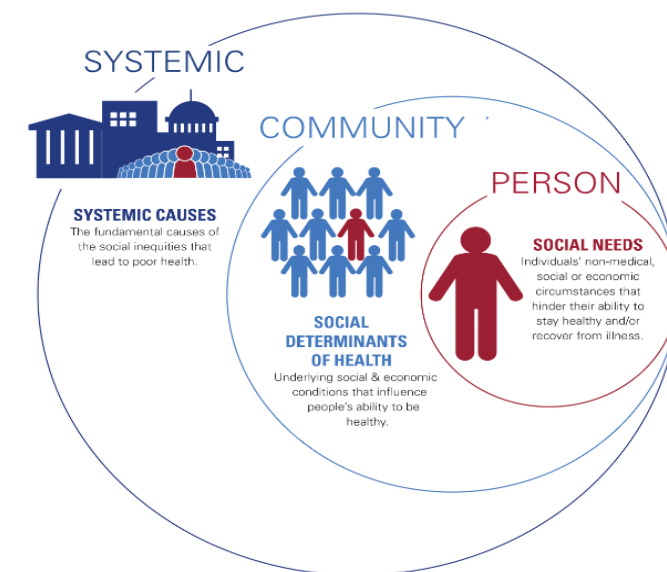 SYSTEMIC
SYSTEMIC CAUSES
The fundamental causes of
the social inequities that
lead to poor health.
COMMUNITY
SOCIAL
DETERMINANTS
OF HEALTH
Underlying social & economic
conditions that influence
people's ability to be
healthy.
PERSON
SOCIAL NEEDS
Individuals' non-medical,
social or economic
circumstances that
hinder their ability to
stay healthy and/or
recover from illness.